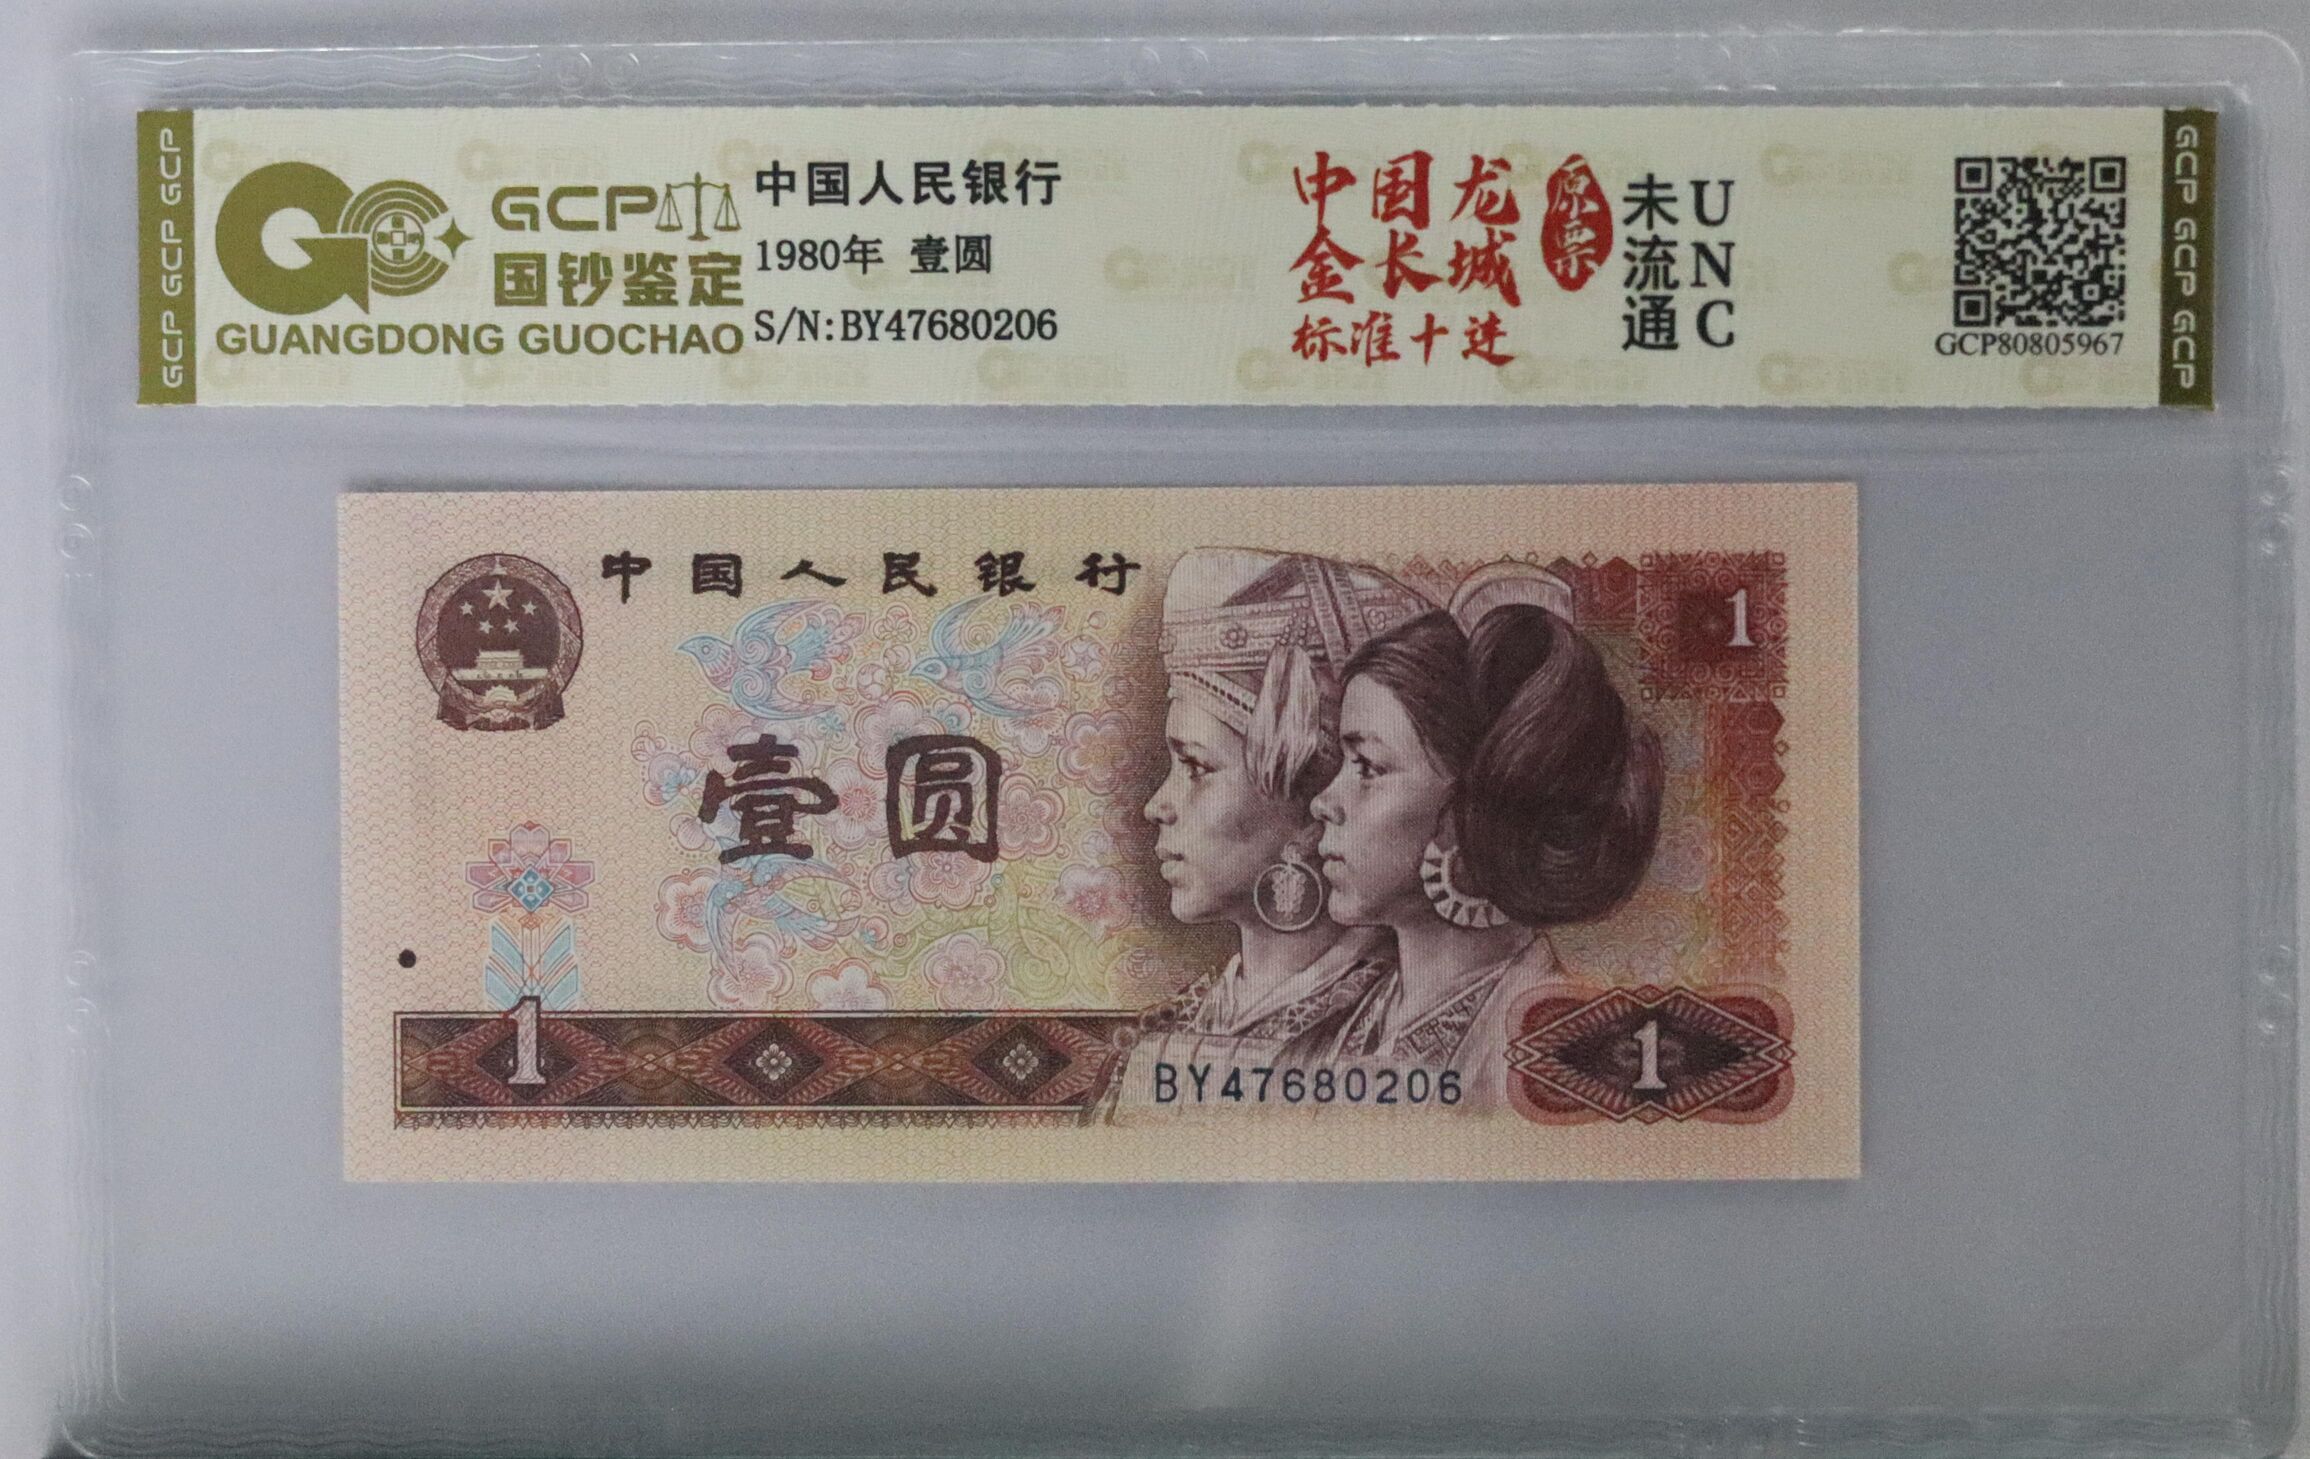 GCP GCP GCP
GCP
国钞鉴定
GUANGDONG GUOCHAO
中国人民银行
1980年 壹圆
S/N:BY47680206
中国龙
金长城
标准十连
原票
未流通
UNC
GCP80805967
GCP GCP GCP
中国人民银行
1
壹圆
1
BY47680206
1